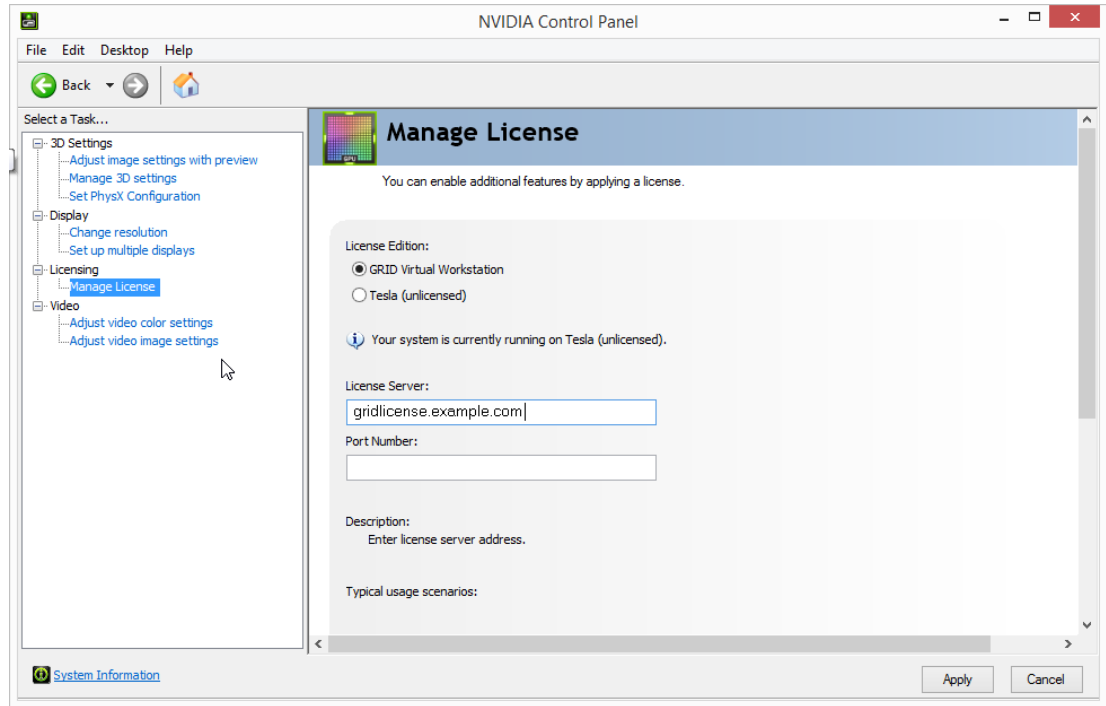 NVIDIA Control Panel
File Edit Desktop Help
Back
Select a Task...
3D Settings
Adjust image settings with preview
Manage 3D settings
Set PhysX Configuration
Display
Change resolution
Set up multiple displays
Licensing
Manage License
Video
Adjust video color settings
Adjust video image settings
GPU
Manage License
You can enable additional features by applying a license.
License Edition:
GRID Virtual Workstation
Tesla (unlicensed)
Your system is currently running on Tesla (unlicensed).
License Server:
gridlicense.example.com
Port Number:
Description:
Enter license server address.
Typical usage scenarios:
System Information
Apply Cancel